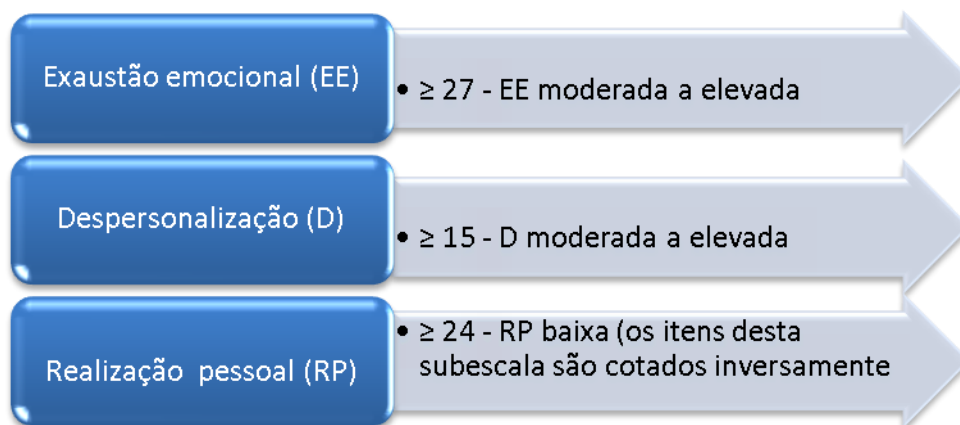 Exaustão emocional (EE)
• ≥ 27 - EE moderada a elevada
Despersonalização (D)
• ≥ 15 - D moderada a elevada
Realização pessoal (RP)
• ≥ 24 - RP baixa (os itens desta
subescala são cotados inversamente